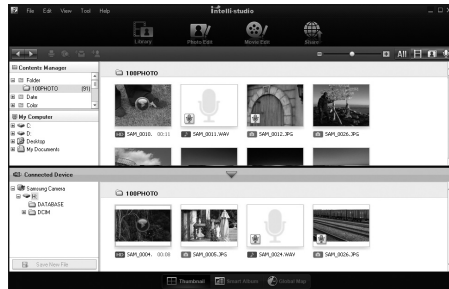 File Edit View Tool Help
intelli-studio
Library Photo Edit Movie Edit Share
All
Contents Manager
Folder
100PHOTO (91)
Date
Color
My Computer
C:
D:
Desktop
My Documents
100PHOTO
HD SAM_0010. 00:11 SAM_0011.WAV SAM_0012.JPG SAM_0026.JPG
Connected Device
Samsung Camera
H:
DATABASE
DCIM
100PHOTO
HD SAM_0004. 00:08 SAM_0005.JPG SAM_0024.WAV SAM_0026.JPG
Save New File
Thumbnail Smart Album Global Map